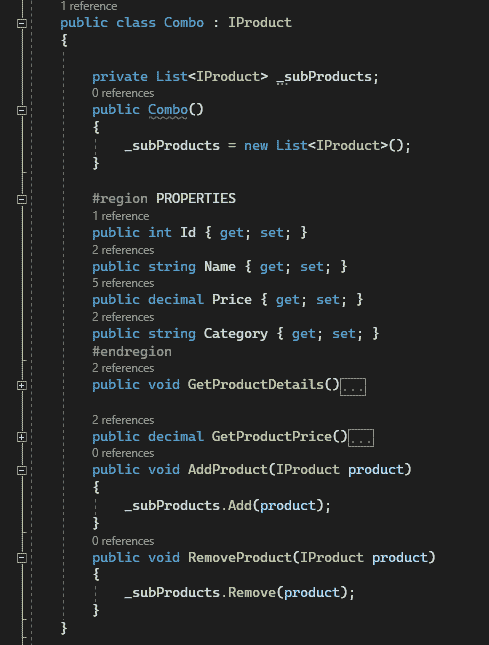 1 reference
public class Combo : IProduct
{
private List<IProduct> _subProducts;
0 references
public Combo()
{
_subProducts = new List<IProduct>();
}
#region PROPERTIES
1 reference
public int Id { get; set; }
2 references
public string Name { get; set; }
5 references
public decimal Price { get; set; }
2 references
public string Category { get; set; }
#endregion
2 references
public void GetProductDetails()...
2 references
public decimal GetProductPrice()...
0 references
public void AddProduct(IProduct product)
{
_subProducts.Add(product);
}
0 references
public void RemoveProduct(IProduct product)
{
_subProducts.Remove(product);
}
}